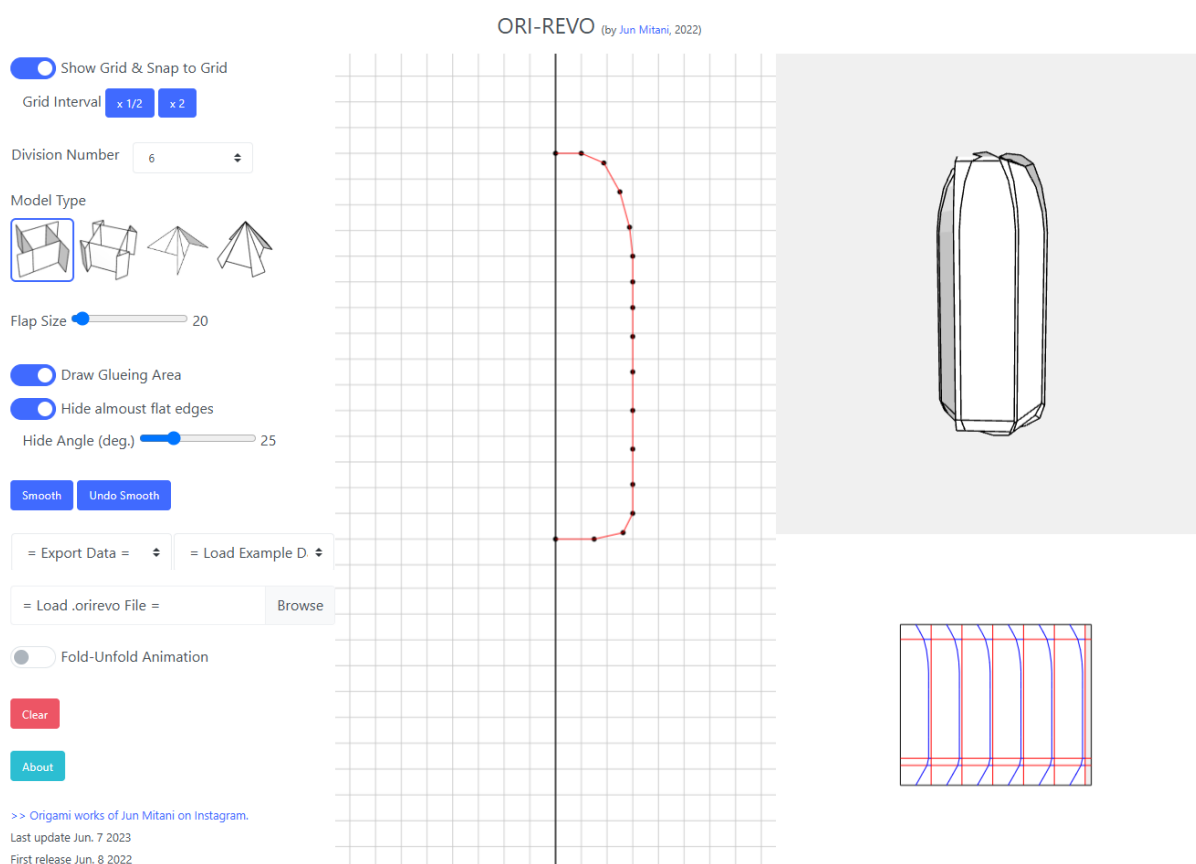 ORI-REVO (by Jun Mitani, 2022)
Show Grid & Snap to Grid
Grid Interval x 1/2 x 2
Division Number 6
Model Type
Flap Size 20
Draw Glueing Area
Hide almoust flat edges
Hide Angle (deg.) 25
Smooth Undo Smooth
= Export Data = = Load Example D
= Load .orirevo File = Browse
Fold-Unfold Animation
Clear
About
>> Origami works of Jun Mitani on Instagram.
Last update Jun. 7 2023
First release Jun. 8 2022